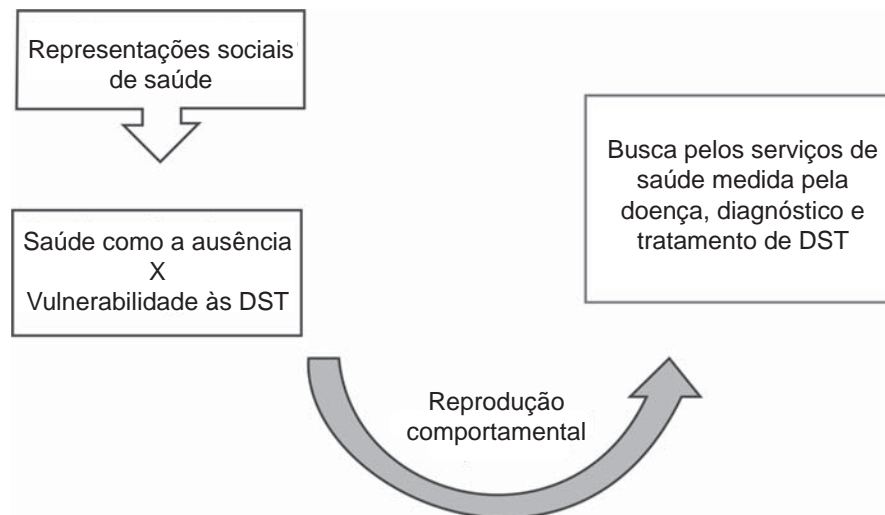 Representações sociais
de saúde
Saúde como a ausência
X
Vulnerabilidade às DST
Busca pelos serviços de
saúde medida pela
doença, diagnóstico e
tratamento de DST
Reprodução
comportamental